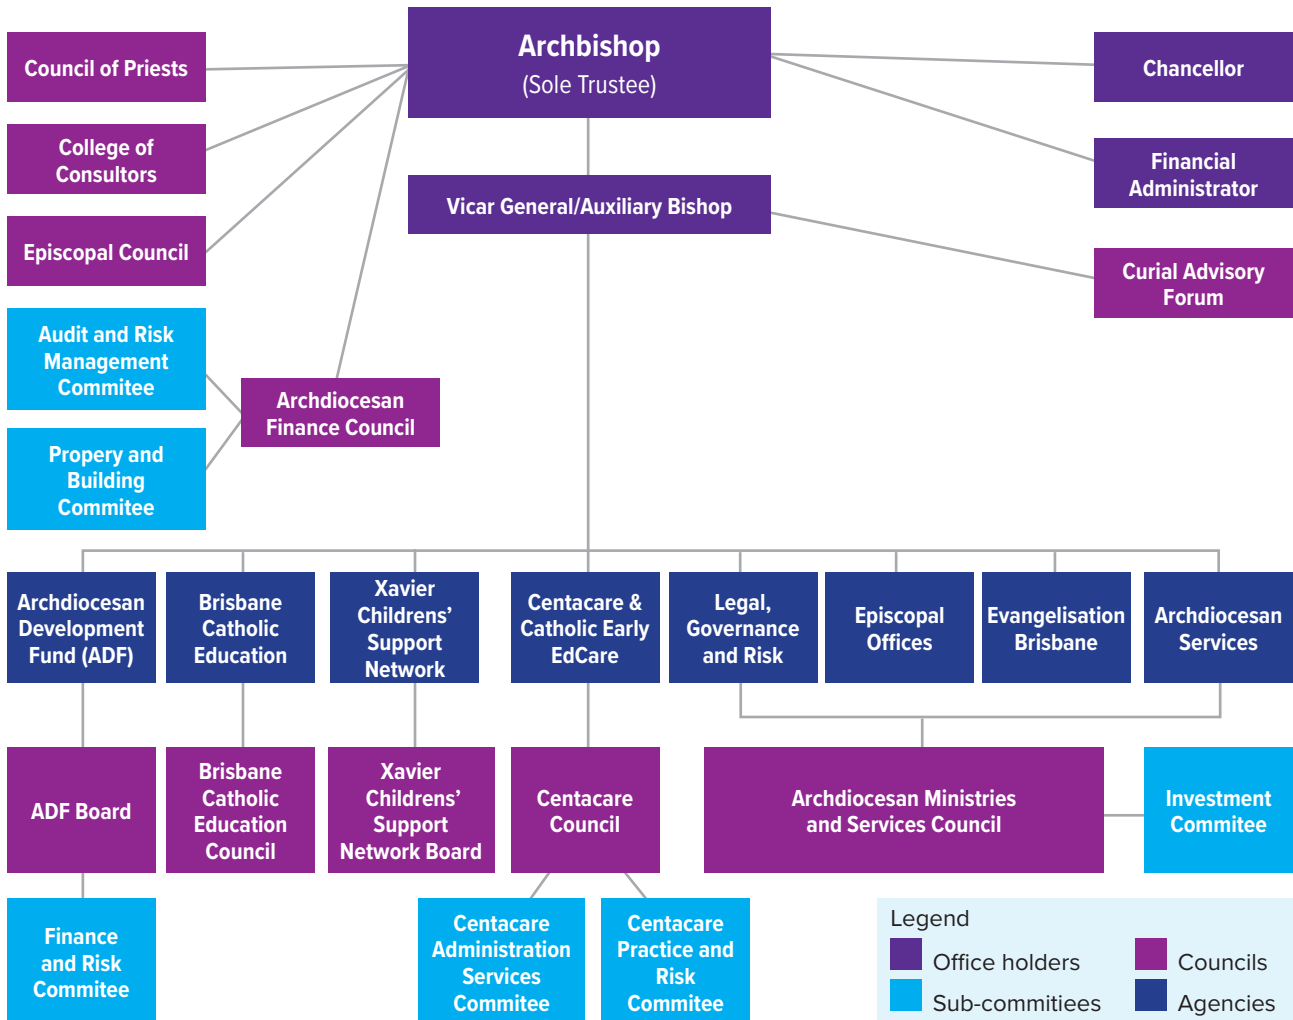 Archbishop
(Sole Trustee)
Council of Priests
Chancellor
College of
Consultors
Financial
Administrator
Vicar General/Auxiliary Bishop
Episcopal Council
Curial Advisory
Forum
Audit and Risk
Management
Commitee
Archdiocesan
Finance Council
Propery and
Building
Commitee
Archdiocesan
Development
Fund (ADF)
Brisbane
Catholic
Education
Xavier
Childrens’
Support
Network
Centacare &
Catholic Early
EdCare
Legal,
Governance
and Risk
Episcopal
Offices
Evangelisation
Brisbane
Archdiocesan
Services
ADF Board
Brisbane
Catholic
Education
Council
Xavier
Childrens’
Support
Network Board
Centacare
Council
Archdiocesan Ministries
and Services Council
Investment
Commitee
Finance
and Risk
Commitee
Centacare
Administration
Services
Commitee
Centacare
Practice and
Risk
Commitee
Legend
Office holders
Councils
Sub-commitiees
Agencies